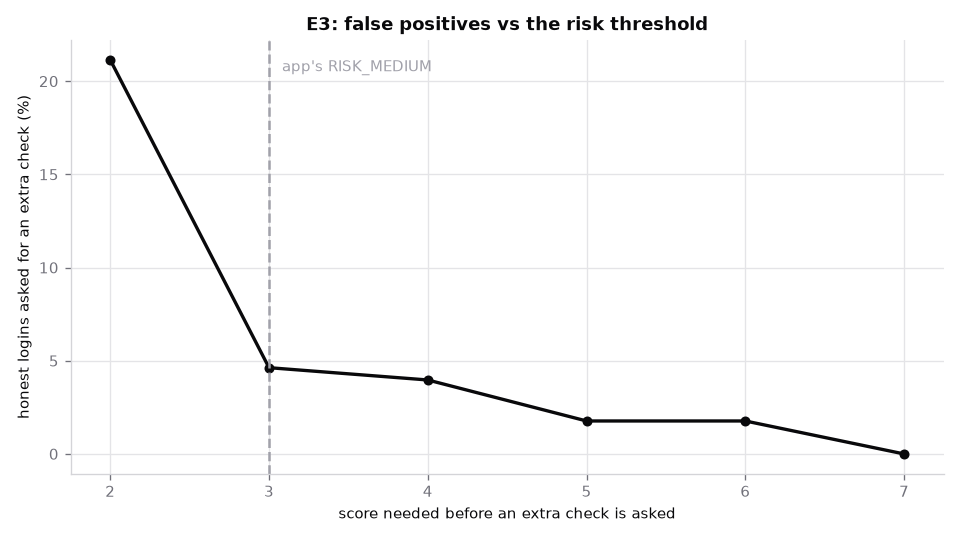 E3: false positives vs the risk threshold
app's RISK_MEDIUM
honest logins asked for an extra check (%)
20
15
10
5
0
2 3 4 5 6 7
score needed before an extra check is asked